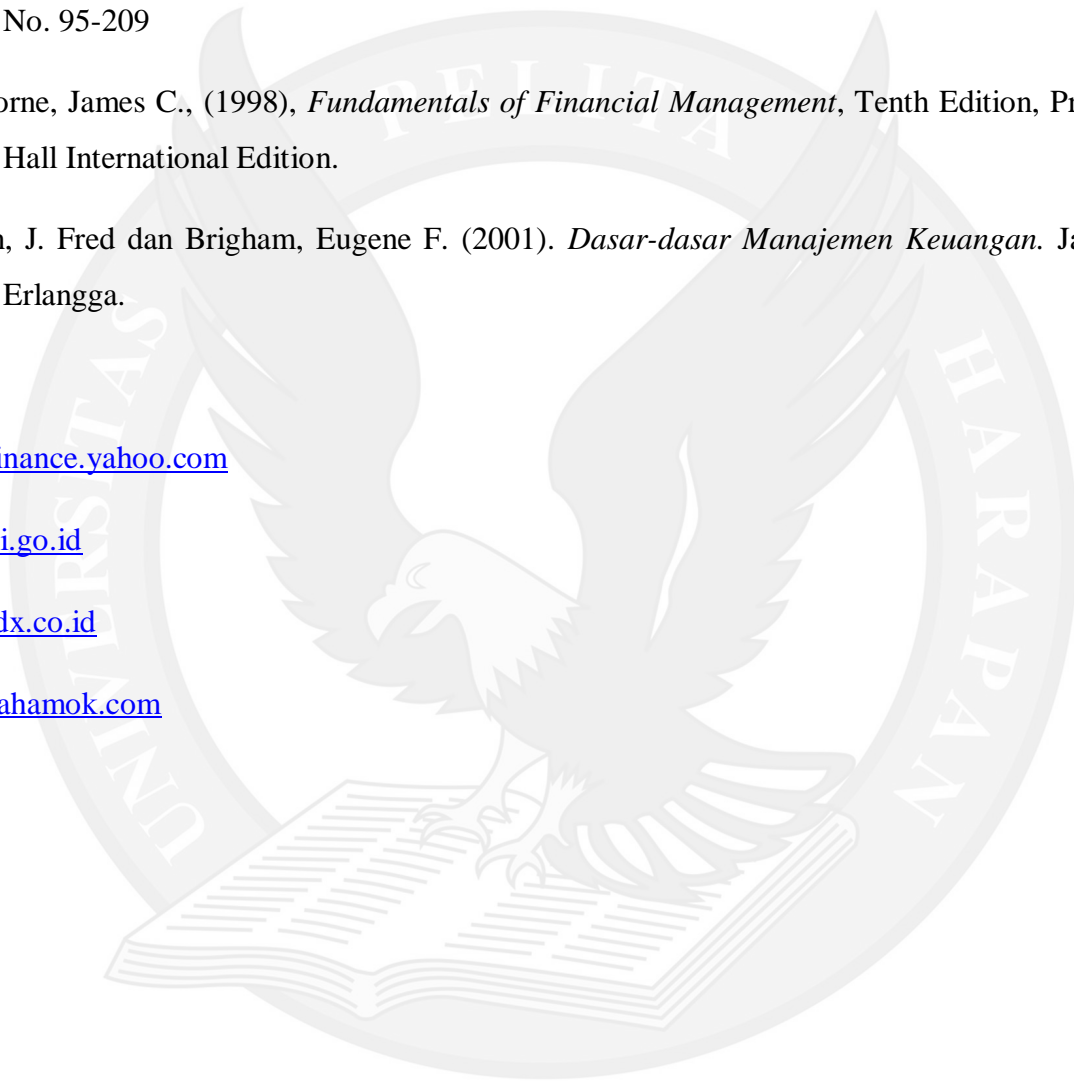 No. 95-209
orne, James C., (1998), Fundamentals of Financial Management, Tenth Edition, Pr
Hall International Edition.
, J. Fred dan Brigham, Eugene F. (2001). Dasar-dasar Manajemen Keuangan. Ja
Erlangga.
inance.yahoo.com
i.go.id
dx.co.id
ahamok.com
UNIVERSITAS PELITA HARAPAN